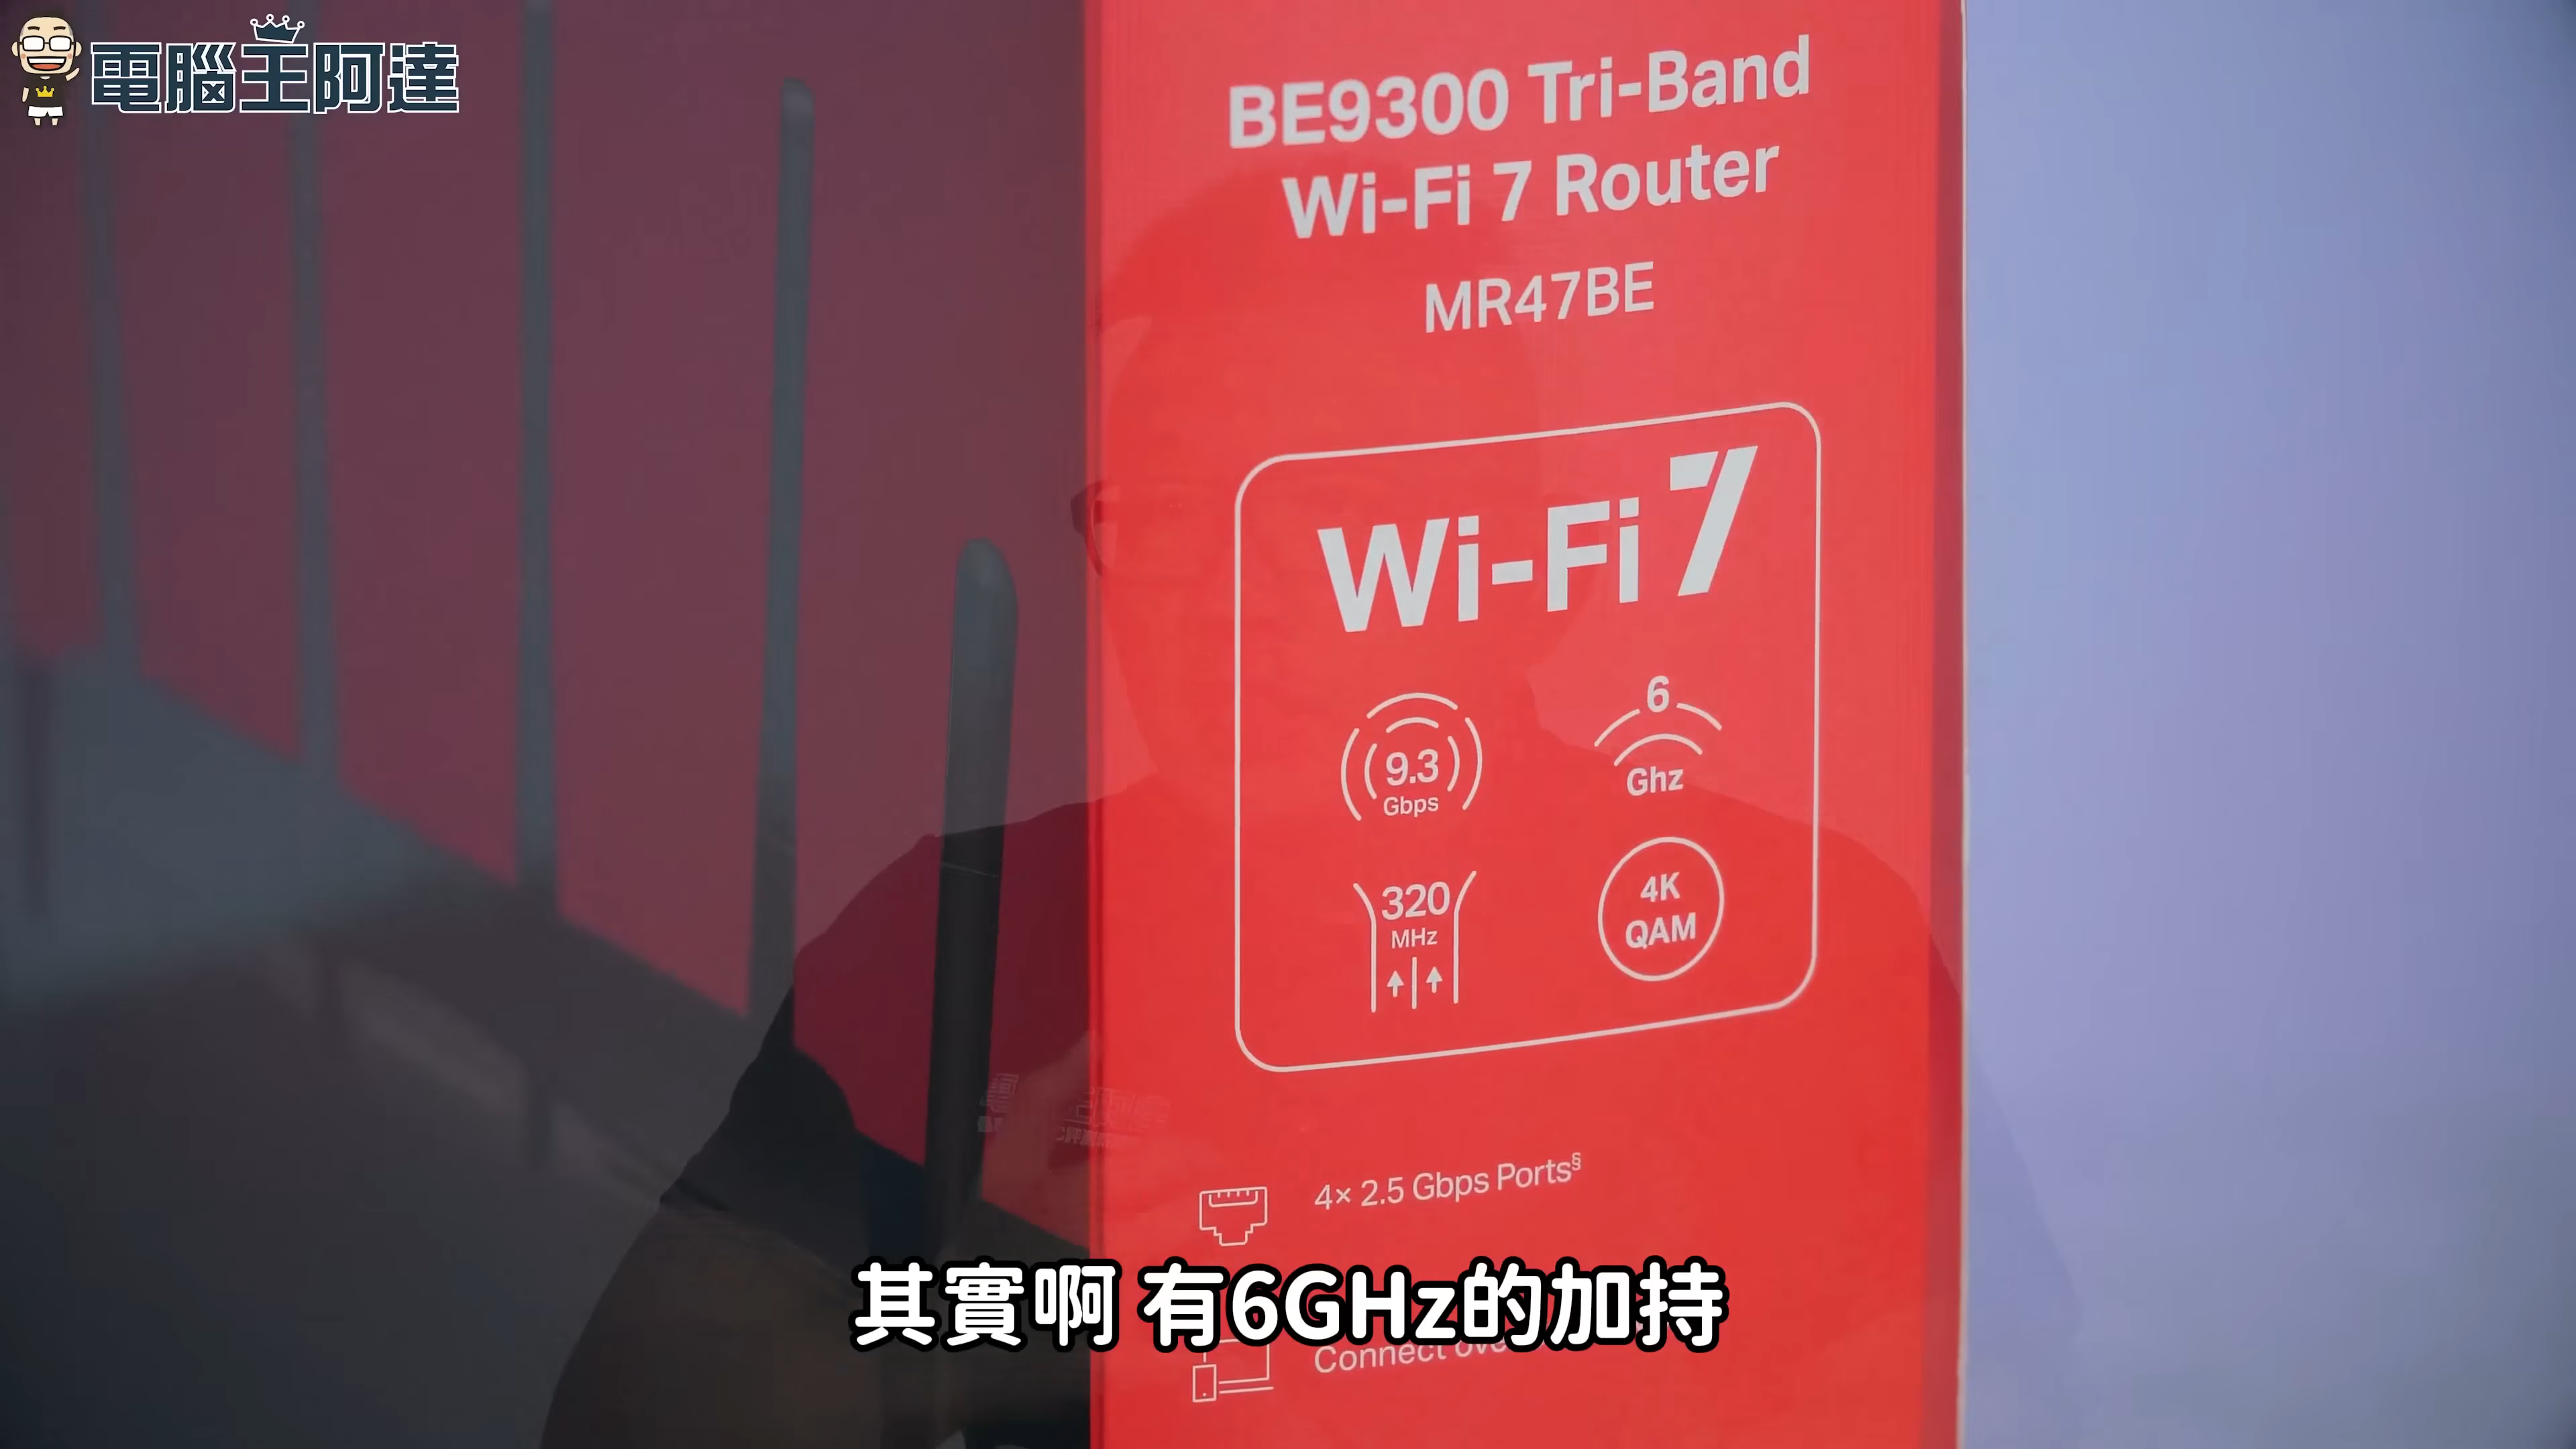 電腦王阿達
BE9300 Tri-Band
Wi-Fi 7 Router
MR47BE
Wi-Fi 7
9.3
Gbps
6
Ghz
320
MHz
4K
QAM
4× 2.5 Gbps Ports§
其實啊 有6GHz的加持
Connect